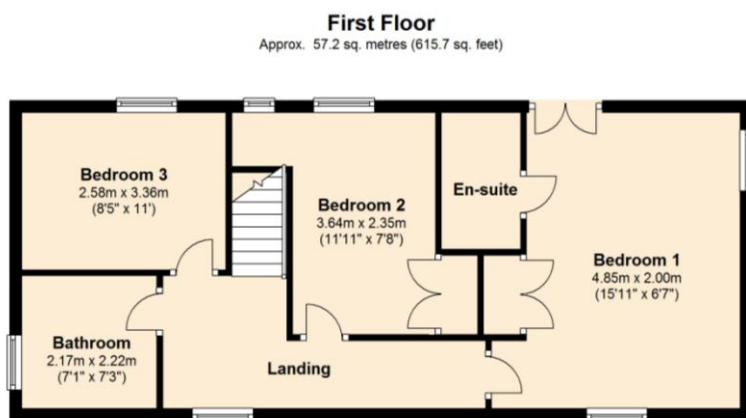 First Floor
Approx. 57.2 sq. metres (615.7 sq. feet)
Bedroom 3
2.58m x 3.36m
(8'5" x 11')
Bedroom 2
3.64m x 2.35m
(11'11" x 7'8")
En-suite
Bedroom 1
4.85m x 2.00m
(15'11" x 6'7")
Bathroom
2.17m x 2.22m
(7'1" x 7'3")
Landing